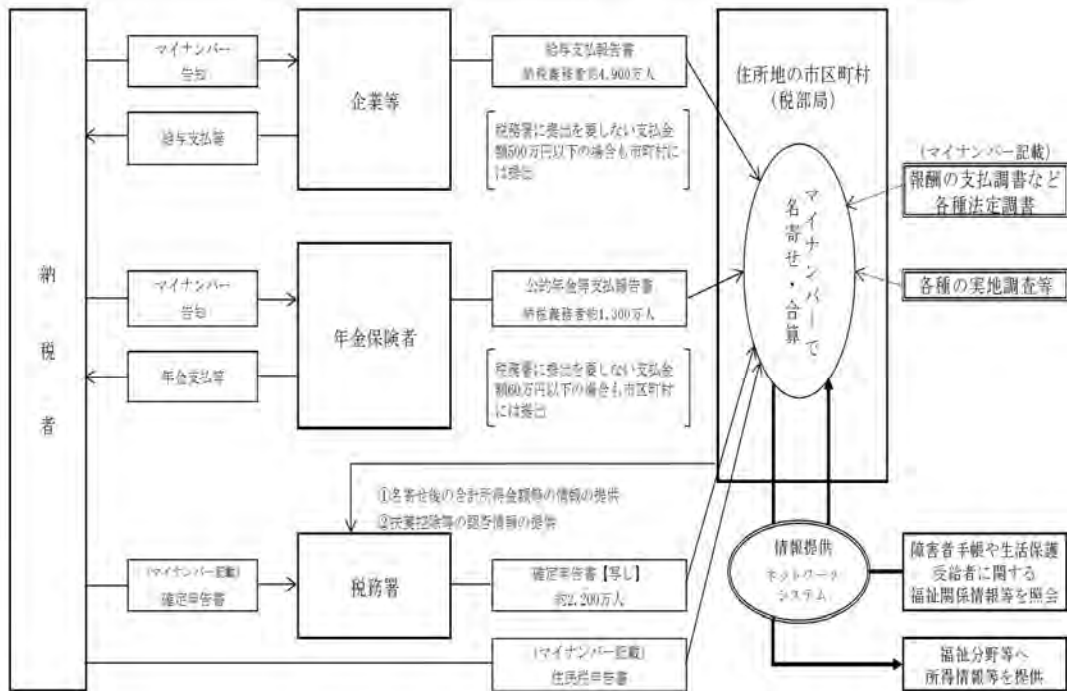 納税者
マイナンバー
告知
給与支払等
企業等
給与支払報告書
納税義務者約4,900万人
税務署に提出を要しない支払金
額500万円以下の場合も市町村に
は提出
マイナンバー
告知
年金支払等
年金保険者
公的年金等支払報告書
納税義務者約1,300万人
税務署に提出を要しない支払金
額60万円以下の場合も市区町村
には提出
①名寄せ後の合計所得金額等の情報の提供
②扶養控除等の是否情報の提供
(マイナンバー記載)
確定申告書
税務署
確定申告書【写し】
約2,200万人
(マイナンバー記載)
住民税申告書
住所地の市区町村
(税部局)
マイナンバーで
名寄せ・合算
(マイナンバー記載)
報酬の支払調書など
各種法定調書
各種の実地調査等
情報提供
ネットワーク
システム
障害者手帳や生活保護
受給者に関する
福祉関係情報等を照会
福祉分野等へ
所得情報等を提供